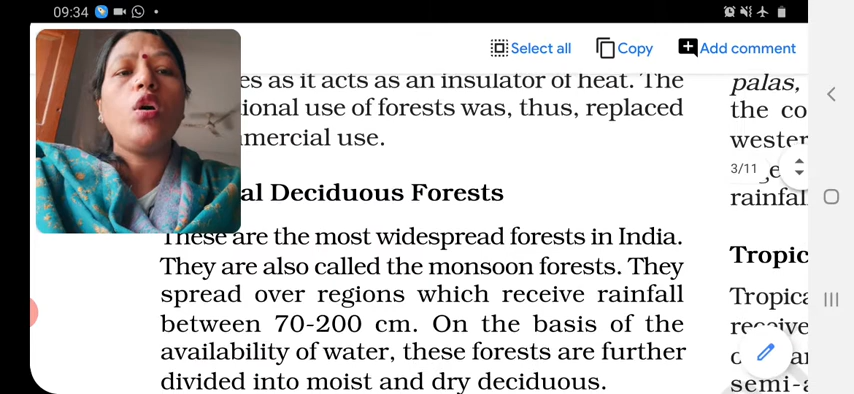 09:34
Select all
Copy
Add comment
es as it acts as an insulator of heat. The
tional use of forests was, thus, replaced
mmercial use.
al Deciduous Forests
These are the most widespread forests in India.
They are also called the monsoon forests. They
spread over regions which receive rainfall
between 70-200 cm. On the basis of the
availability of water, these forests are further
divided into moist and dry deciduous.
palas,
the co
wester
3/11
rainfal
Tropic
Tropica
receive
semi-a